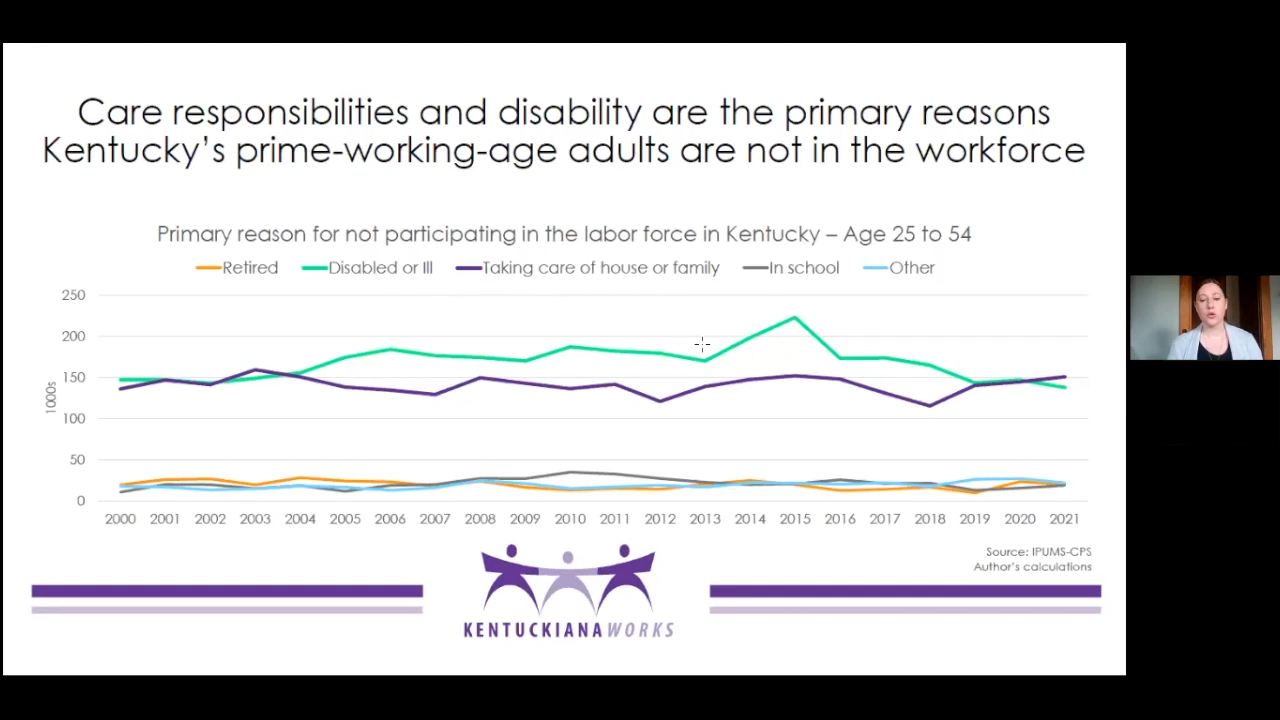 Care responsibilities and disability are the primary reasons
Kentucky's prime-working-age adults are not in the workforce
Primary reason for not participating in the labor force in Kentucky – Age 25 to 54
Retired Disabled or Ill Taking care of house or family In school Other
250
200
150
100
50
0
1000s
2000 2001 2002 2003 2004 2005 2006 2007 2008 2009 2010 2011 2012 2013 2014 2015 2016 2017 2018 2019 2020 2021
Source: IPUMS-CPS
Author's calculations
KENTUCKIANAWORKS